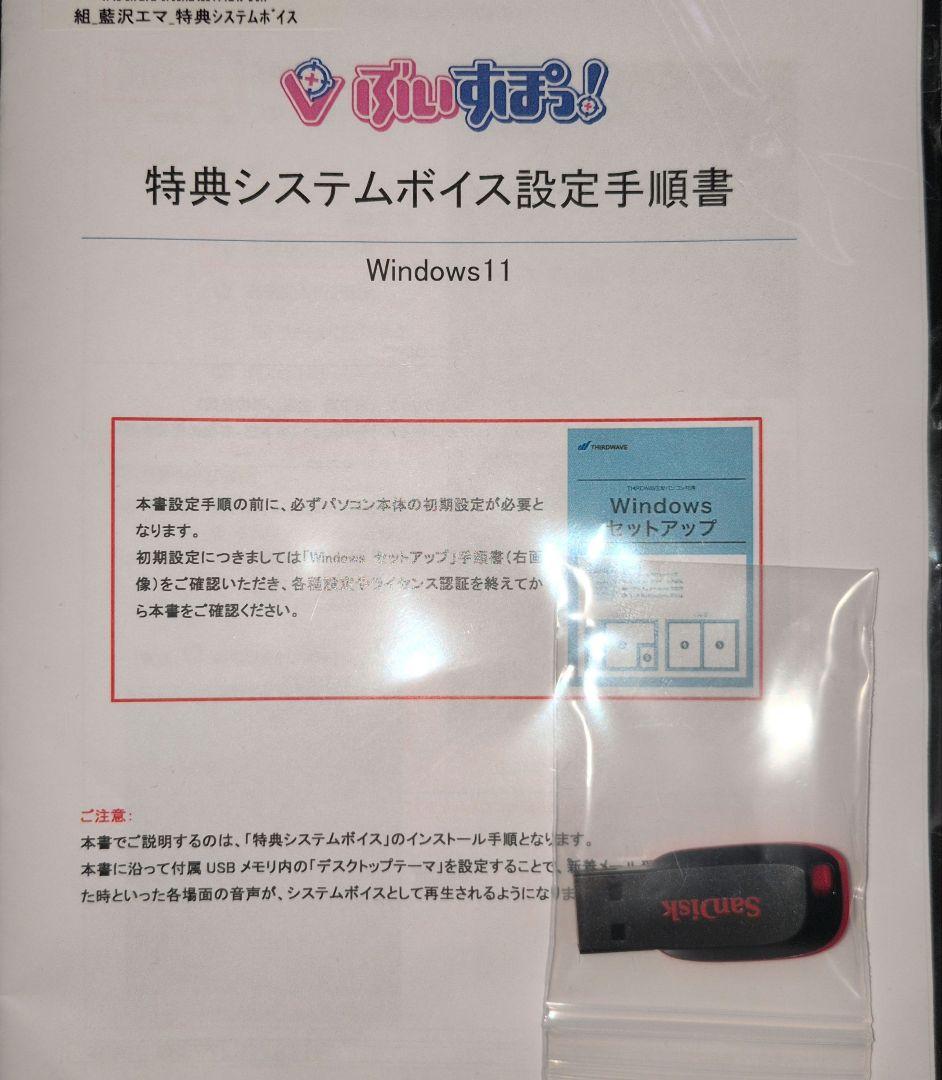 組_藍沢エマ_特典システムボイス
V ぶいすぽっ!
特典システムボイス設定手順書
Windows11
THIRDWAVE
Windows
セットアップ
本書設定手順の前に、必ずパソコン本体の初期設定が必要と
なります。
初期設定につきましては「Windows セットアップ」手順書(右画
像)をご確認いただき、各種設定やライセンス認証を終えてか
ら本書をご確認ください。
ご注意:
本書でご説明するのは、「特典システムボイス」のインストール手順となります。
本書に沿って付属USBメモリ内の「デスクトップテーマ」を設定することで、新着メール
た時といった各場面の音声が、システムボイスとして再生されるようになりま
SanDisk